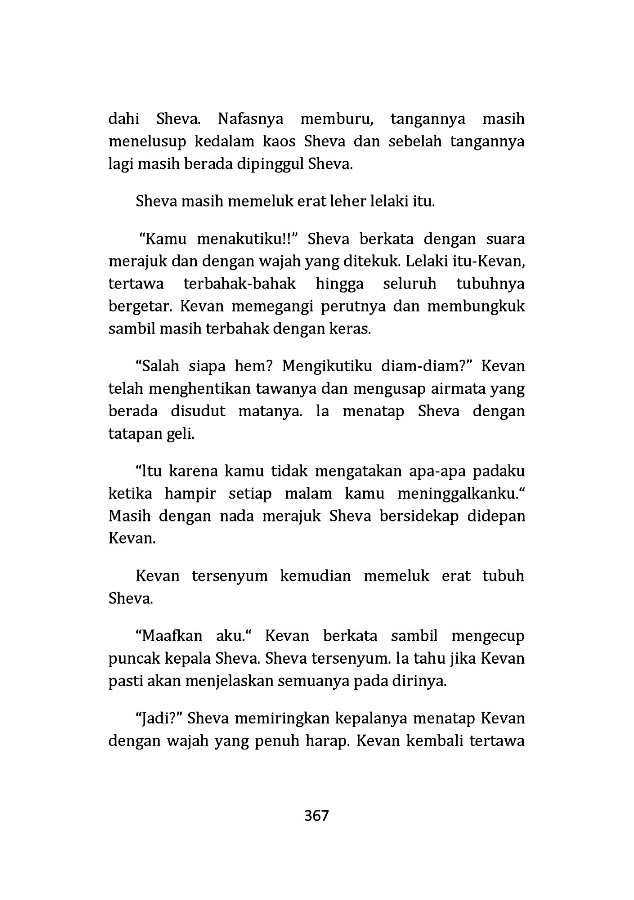 dahi Sheva. Nafasnya memburu, tangannya masih
menelusup kedalam kaos Sheva dan sebelah tangannya
lagi masih berada dipinggul Sheva.
Sheva masih memeluk erat leher lelaki itu.
“Kamu menakutiku!!” Sheva berkata dengan suara
merajuk dan dengan wajah yang ditekuk. Lelaki itu-Kevan,
tertawa terbahak-bahak hingga seluruh tubuhnya
bergetar. Kevan memegangi perutnya dan membungkuk
sambil masih terbahak dengan keras.
“Salah siapa hem? Mengikutiku diam-diam?” Kevan
telah menghentikan tawanya dan mengusap airmata yang
berada disudut matanya. Ia menatap Sheva dengan
tatapan geli.
“Itu karena kamu tidak mengatakan apa-apa padaku
ketika hampir setiap malam kamu meninggalkanku.“
Masih dengan nada merajuk Sheva bersidekap didepan
Kevan.
Kevan tersenyum kemudian memeluk erat tubuh
Sheva.
“Maafkan aku.“ Kevan berkata sambil mengecup
puncak kepala Sheva. Sheva tersenyum. Ia tahu jika Kevan
pasti akan menjelaskan semuanya pada dirinya.
“Jadi?” Sheva memiringkan kepalanya menatap Kevan
dengan wajah yang penuh harap. Kevan kembali tertawa
367